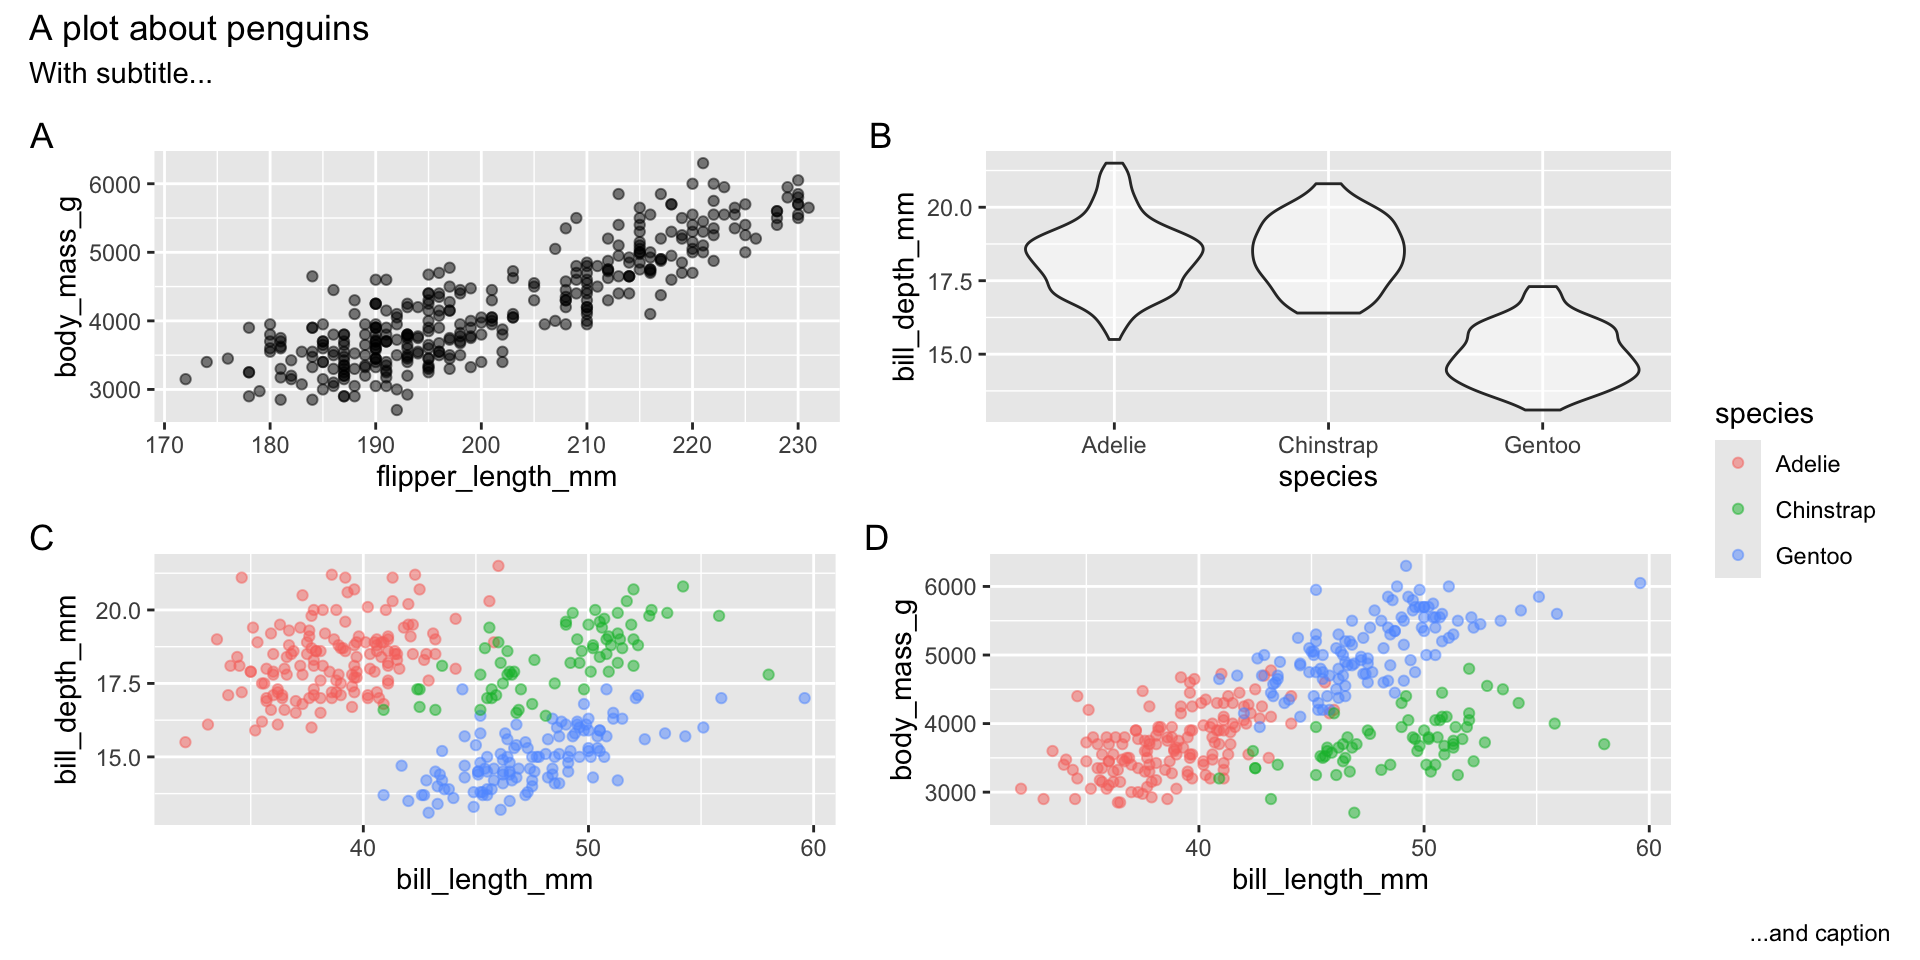 A plot about penguins
With subtitle...
A
body_mass_g
6000
5000
4000
3000
170 180 190 200 210 220 230
flipper_length_mm
B
bill_depth_mm
20.0
17.5
15.0
Adelie Chinstrap Gentoo
species
C
bill_depth_mm
20.0
17.5
15.0
40 50 60
bill_length_mm
D
body_mass_g
6000
5000
4000
3000
40 50 60
bill_length_mm
species
Adelie
Chinstrap
Gentoo
...and caption